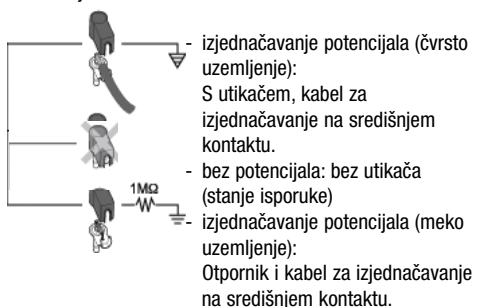 - izjednačavanje potencijala (čvrsto
uzemljenje):
S utikačem, kabel za
izjednačavanje na središnjem
kontaktu.
- bez potencijala: bez utikača
(stanje isporuke)
1MΩ
- izjednačavanje potencijala (meko
uzemljenje):
Otpornik i kabel za izjednačavanje
na središnjem kontaktu.